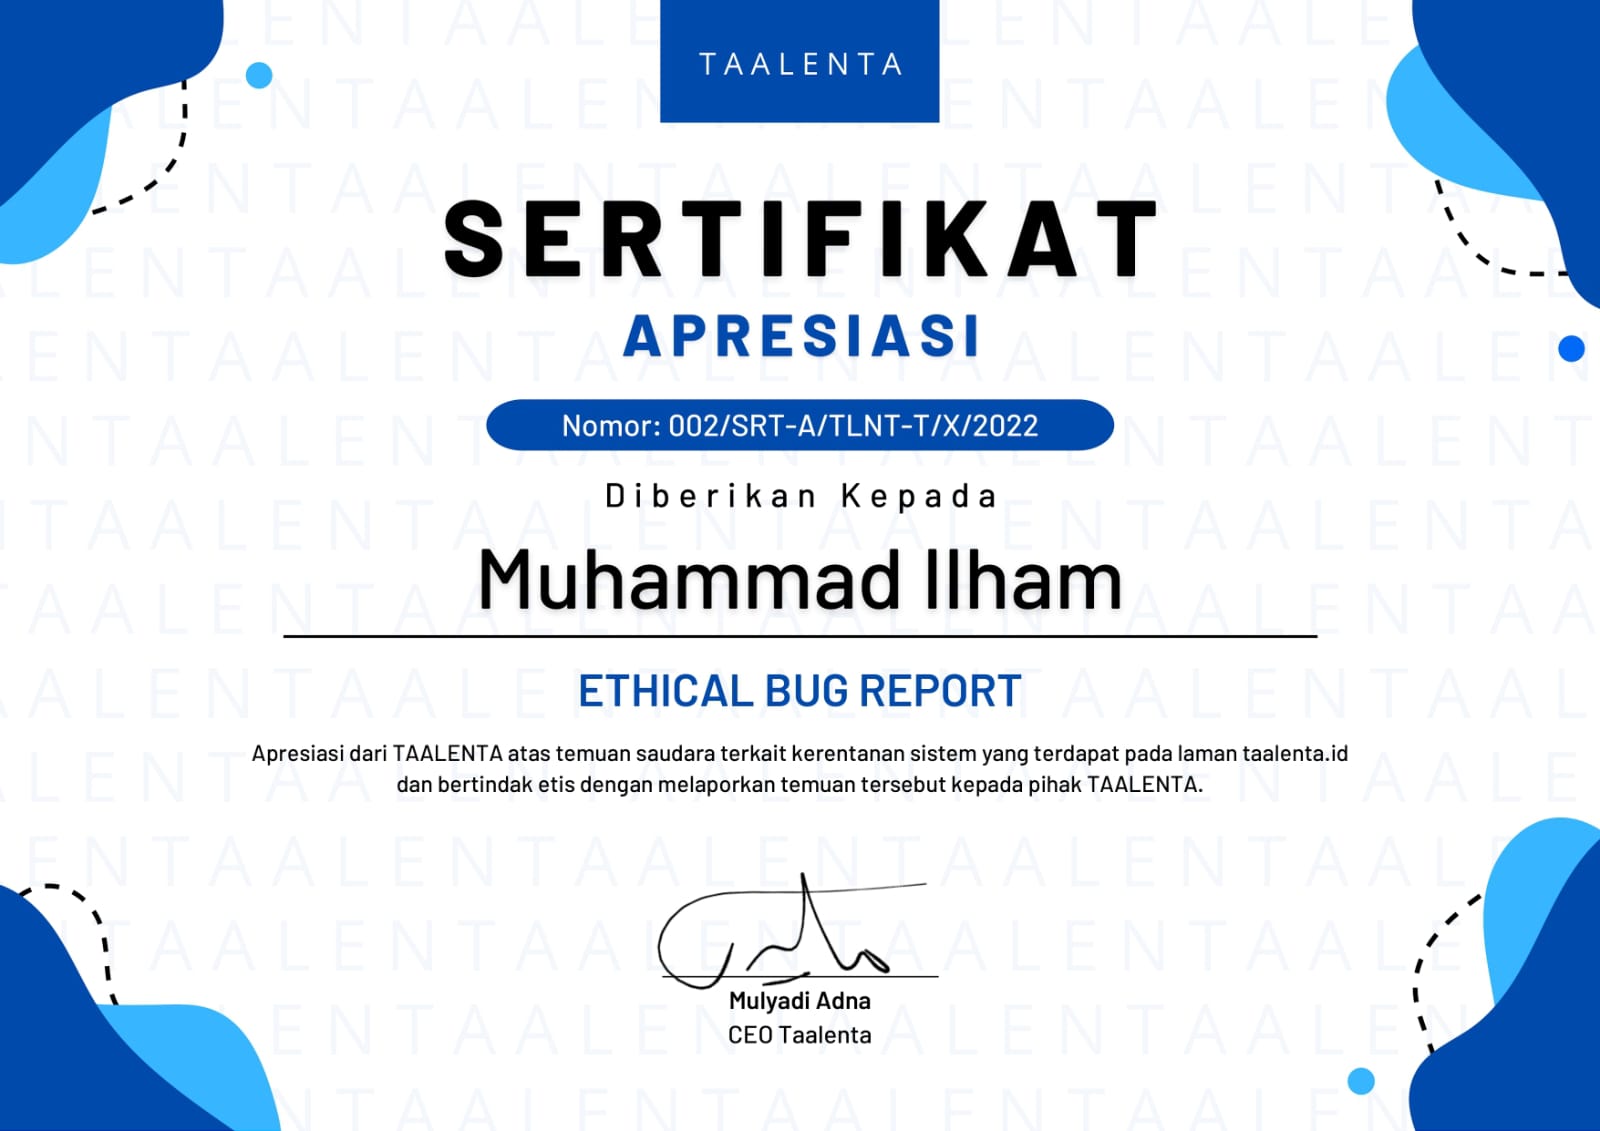 TAALENTA
SERTIFIKAT
APRESIASI
Nomor: 002/SRT-A/TLNT-T/X/2022
Diberikan Kepada
Muhammad Ilham
ETHICAL BUG REPORT
Apresiasi dari TAALENTA atas temuan saudara terkait kerentanan sistem yang terdapat pada laman taalenta.id
dan bertindak etis dengan melaporkan temuan tersebut kepada pihak TAALENTA.
Mulyadi Adna
CEO Taalenta